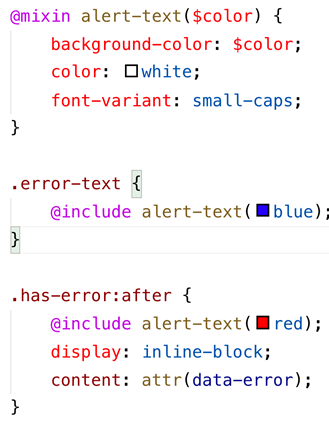 @mixin alert-text($color) {
    background-color: $color;
    color: white;
    font-variant: small-caps;
}

.error-text {
    @include alert-text(blue);
}

.has-error:after {
    @include alert-text(red);
    display: inline-block;
    content: attr(data-error);
}